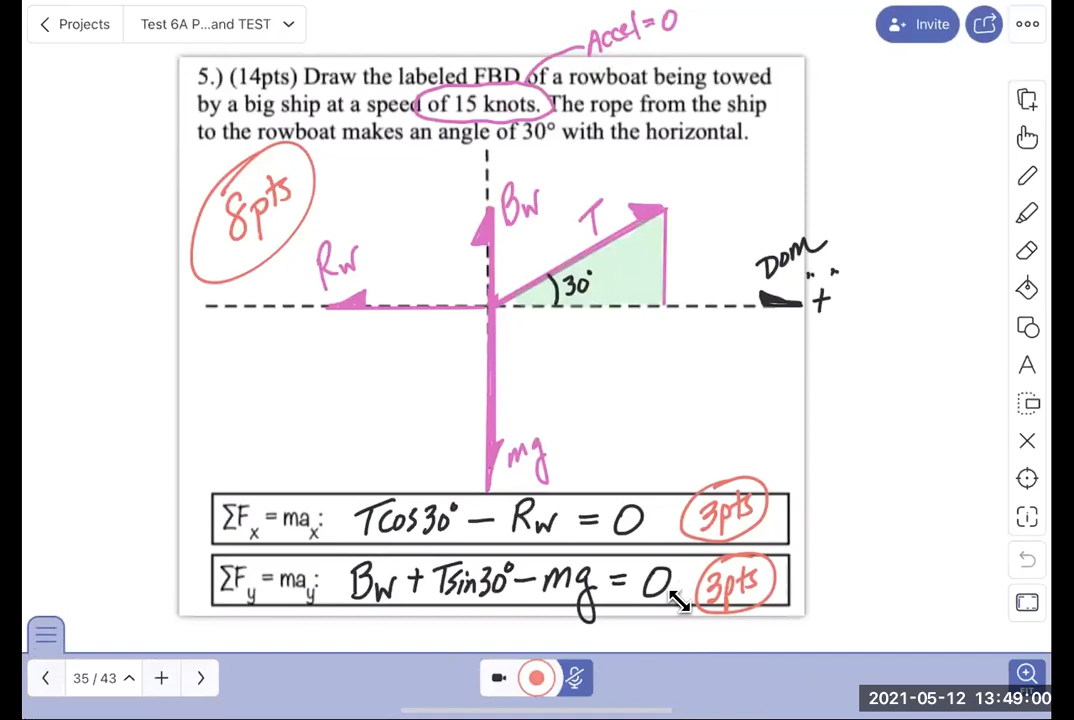 Projects
Test 6A P...and TEST
Invite
Accel=0
5.) (14pts) Draw the labeled FBD of a rowboat being towed
by a big ship at a speed of 15 knots. The rope from the ship
to the rowboat makes an angle of 30° with the horizontal.
8pts
Bw
T
Rw
30°
DOM
" "
+
mg
ΣFx = max: Tcos30° - Rw = 0 3pts
ΣFy = may: Bw + Tsin30° - mg = 0 3pts
A
35 / 43
FIT
2021-05-12 13:49:00